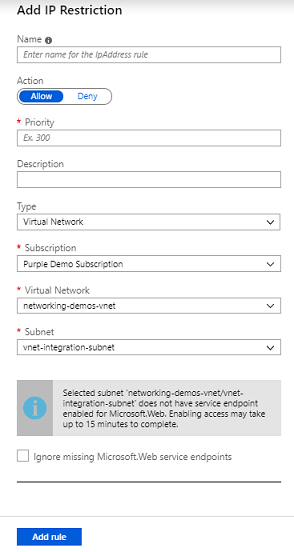 Add IP Restriction
Name
Enter name for the IpAddress rule
Action
Allow Deny
* Priority
Ex. 300
Description
Type
Virtual Network
* Subscription
Purple Demo Subscription
* Virtual Network
networking-demos-vnet
* Subnet
vnet-integration-subnet
Selected subnet 'networking-demos-vnet/vnet-
integration-subnet' does not have service endpoint
enabled for Microsoft.Web. Enabling access may take
up to 15 minutes to complete.
Ignore missing Microsoft.Web service endpoints
Add rule